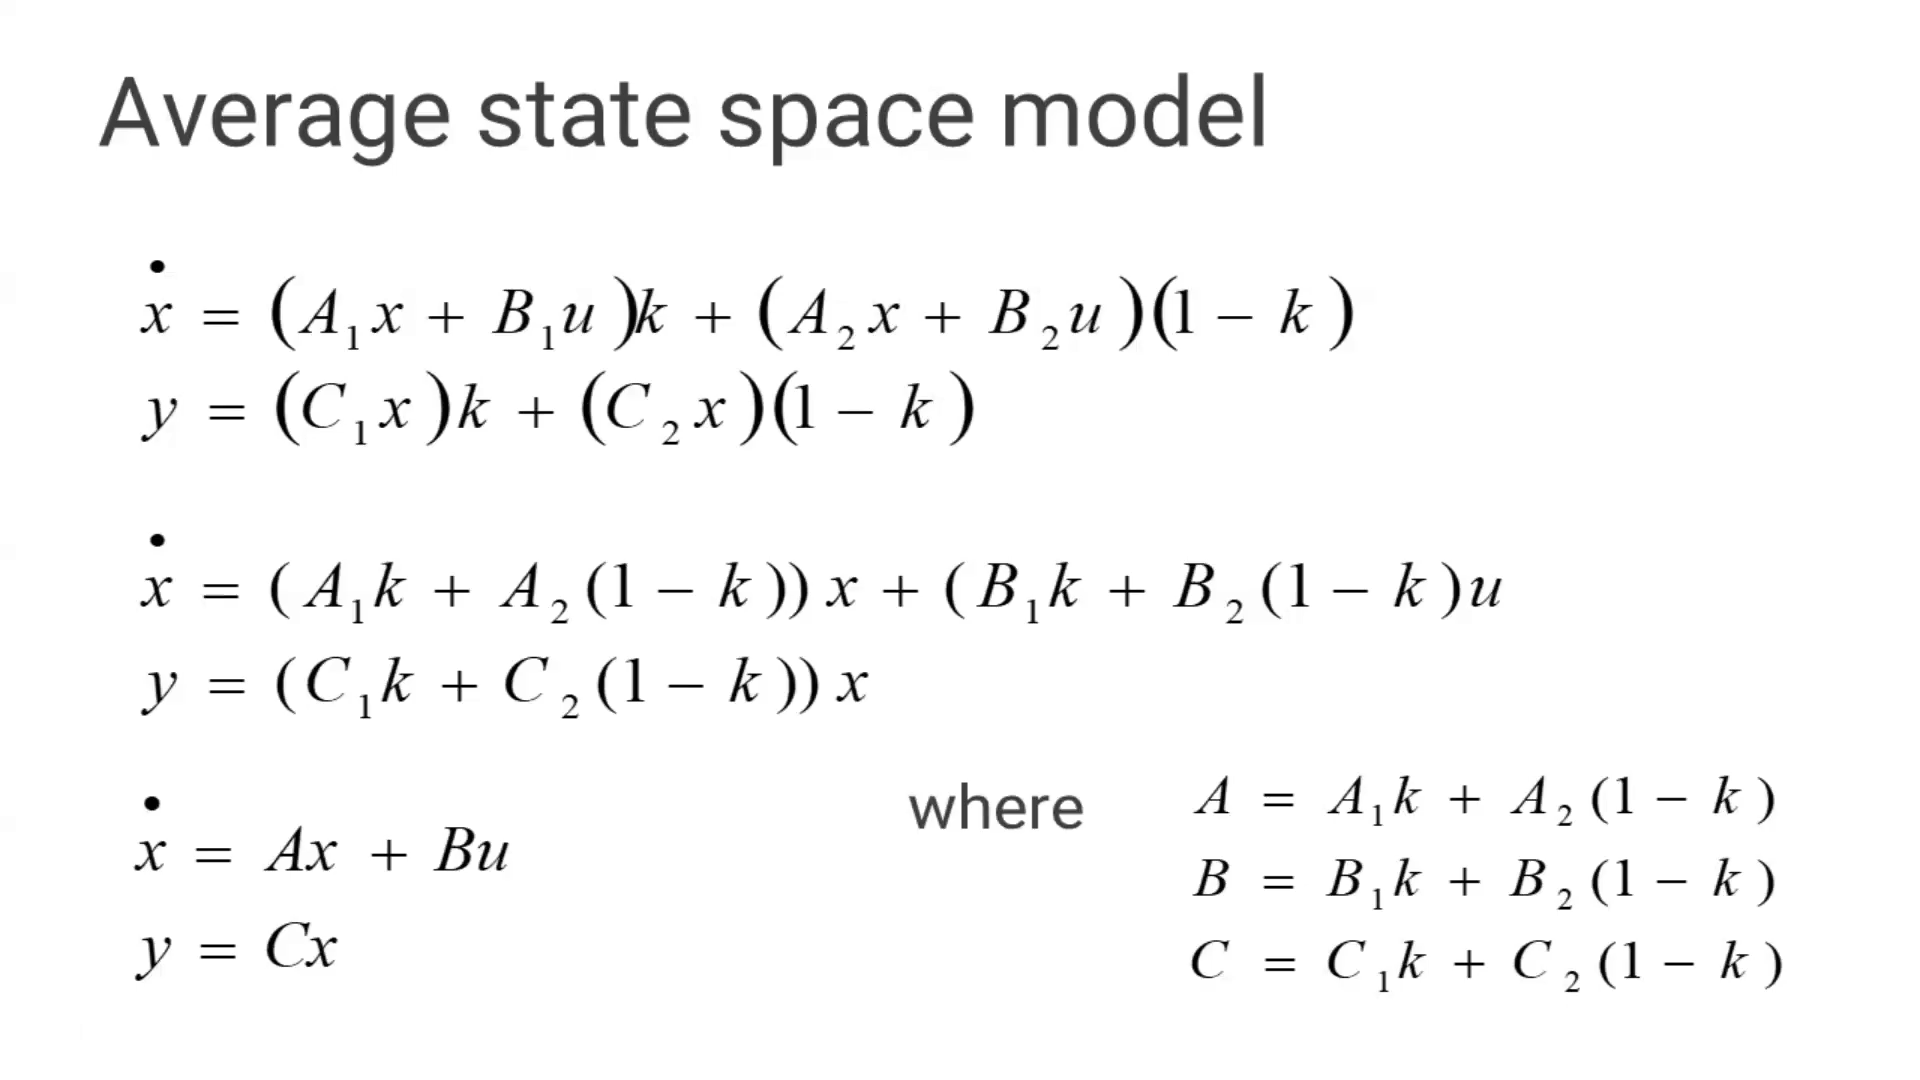 Average state space model
ẋ = (A₁x + B₁u)k + (A₂x + B₂u)(1 − k)
y = (C₁x)k + (C₂x)(1 − k)
ẋ = (A₁k + A₂(1 − k))x + (B₁k + B₂(1 − k)u
y = (C₁k + C₂(1 − k))x
ẋ = Ax + Bu
y = Cx
where
A = A₁k + A₂(1 − k)
B = B₁k + B₂(1 − k)
C = C₁k + C₂(1 − k)